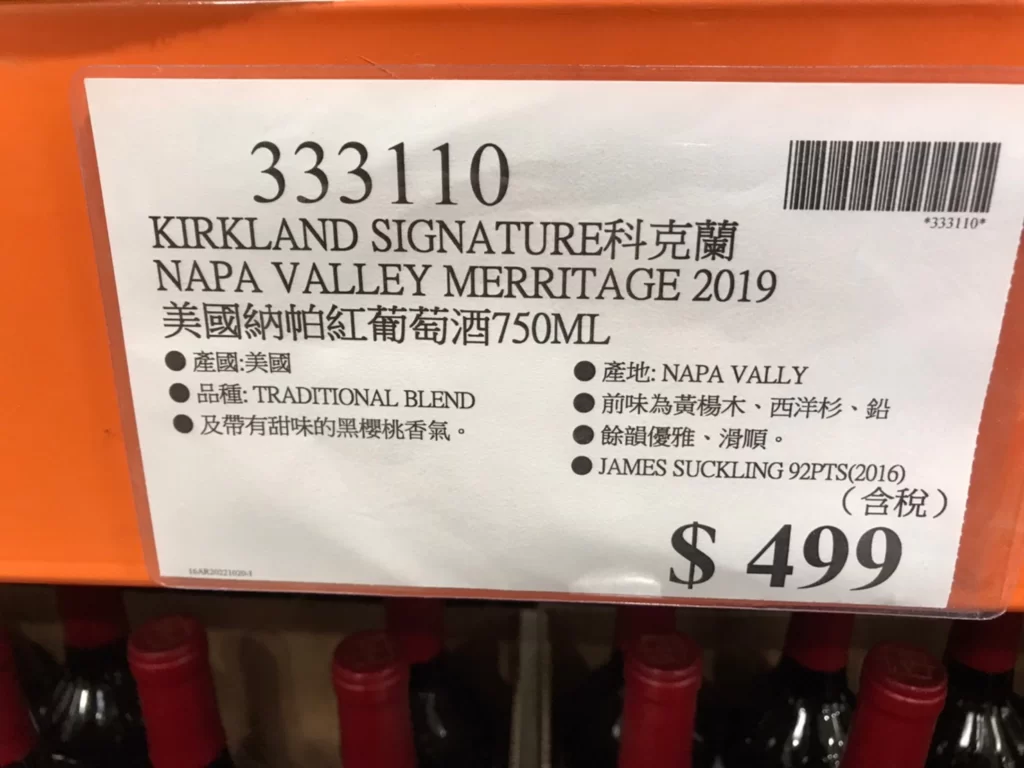 333110
*333110*
KIRKLAND SIGNATURE科克蘭
NAPA VALLEY MERRITAGE 2019
美國納帕紅葡萄酒750ML
●產國:美國
●品種: TRADITIONAL BLEND
●及帶有甜味的黑櫻桃香氣。
●產地: NAPA VALLY
●前味為黃楊木、西洋杉、鉛
●餘韻優雅、滑順。
●JAMES SUCKLING 92PTS(2016)
(含稅)
$ 499
16AR20221020-1